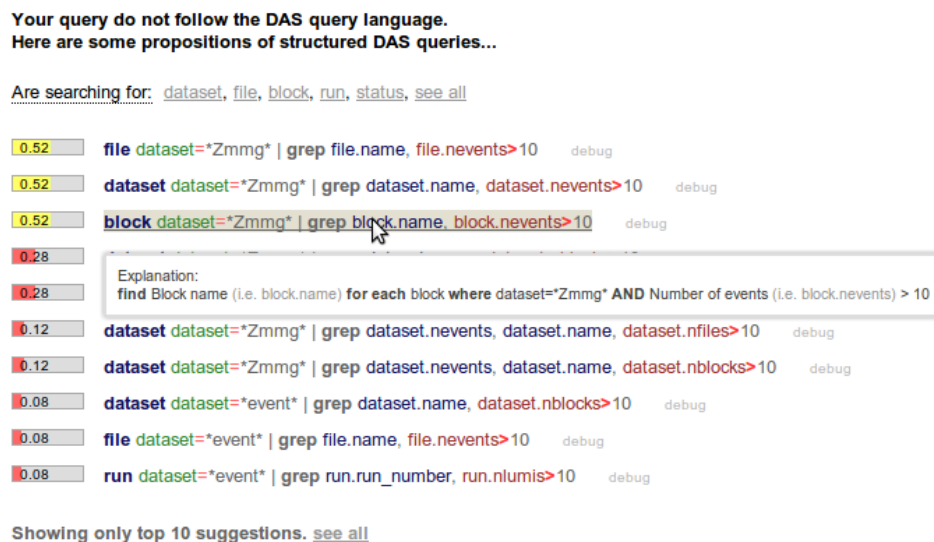 Your query do not follow the DAS query language.
Here are some propositions of structured DAS queries...
Are searching for: dataset, file, block, run, status, see all
0.52 file dataset=*Zmmg* | grep file.name, file.nevents>10 debug
0.52 dataset dataset=*Zmmg* | grep dataset.name, dataset.nevents>10 debug
0.52 block dataset=*Zmmg* | grep block.name, block.nevents>10 debug
0.28
Explanation:
0.28
find Block name (i.e. block.name) for each block where dataset=*Zmmg* AND Number of events (i.e. block.nevents) > 10
0.12 dataset dataset=*Zmmg* | grep dataset.nevents, dataset.name, dataset.nfiles>10 debug
0.12 dataset dataset=*Zmmg* | grep dataset.nevents, dataset.name, dataset.nblocks>10 debug
0.08 dataset dataset=*event* | grep dataset.name, dataset.nblocks>10 debug
0.08 file dataset=*event* | grep file.name, file.nevents>10 debug
0.08 run dataset=*event* | grep run.run_number, run.nlumis>10 debug
Showing only top 10 suggestions. see all